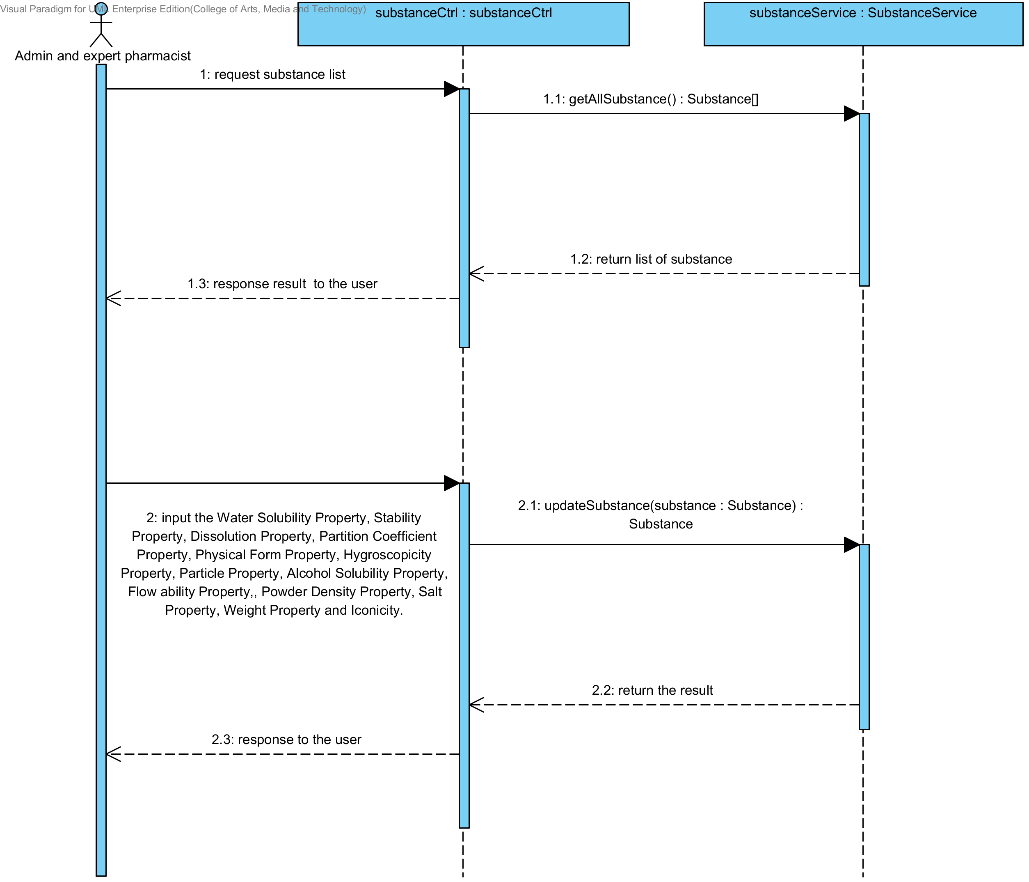 Visual Paradigm for UML Enterprise Edition(College of Arts, Media and Technology)
substanceCtrl : substanceCtrl
substanceService : SubstanceService
Admin and expert pharmacist
1: request substance list
1.1: getAllSubstance() : Substance[]
1.2: return list of substance
1.3: response result  to the user
2.1: updateSubstance(substance : Substance) :
Substance
2: input the Water Solubility Property, Stability
Property, Dissolution Property, Partition Coefficient
Property, Physical Form Property, Hygroscopicity
Property, Particle Property, Alcohol Solubility Property,
Flow ability Property,, Powder Density Property, Salt
Property, Weight Property and Iconicity.
2.2: return the result
2.3: response to the user